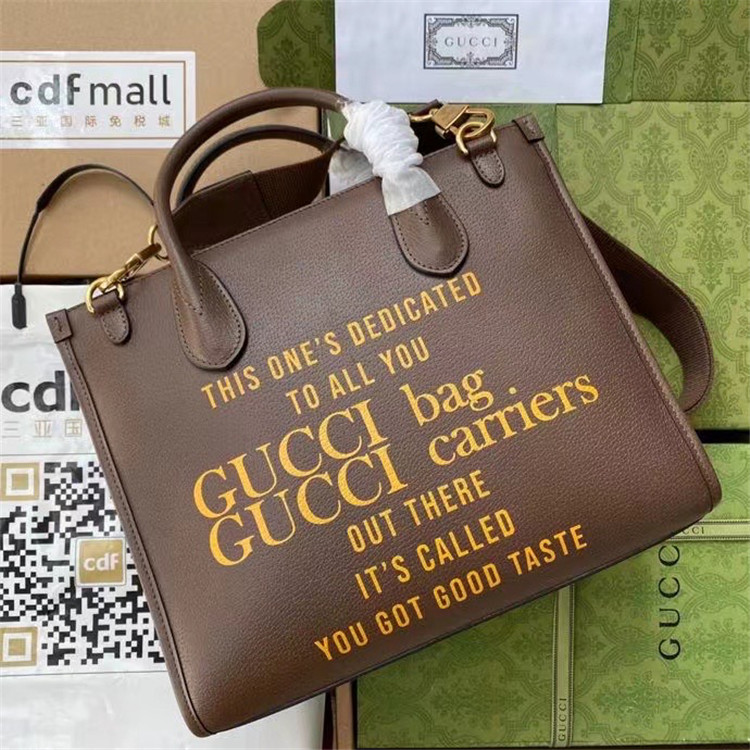 cdf mall
三亚国际免税城
GUCCI
THIS ONE'S DEDICATED
TO ALL YOU
GUCCI bag
GUCCI carriers
OUT THERE
IT'S CALLED
YOU GOT GOOD TASTE
cdf
三亚国
cdf
GUCCI